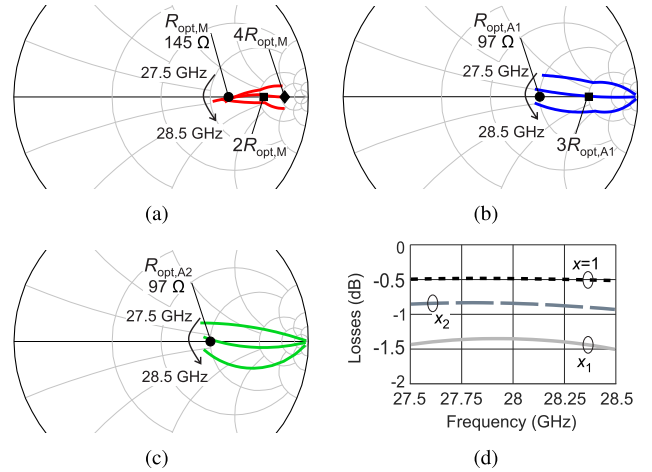 R_opt,M
145 Ω
4R_opt,M
27.5 GHz
28.5 GHz
2R_opt,M
(a)
R_opt,A1
97 Ω
27.5 GHz
28.5 GHz
3R_opt,A1
(b)
R_opt,A2
97 Ω
27.5 GHz
28.5 GHz
(c)
0
-0.5
-1
-1.5
-2
Losses (dB)
x=1
x_2
x_1
27.5 27.75 28 28.25 28.5
Frequency (GHz)
(d)